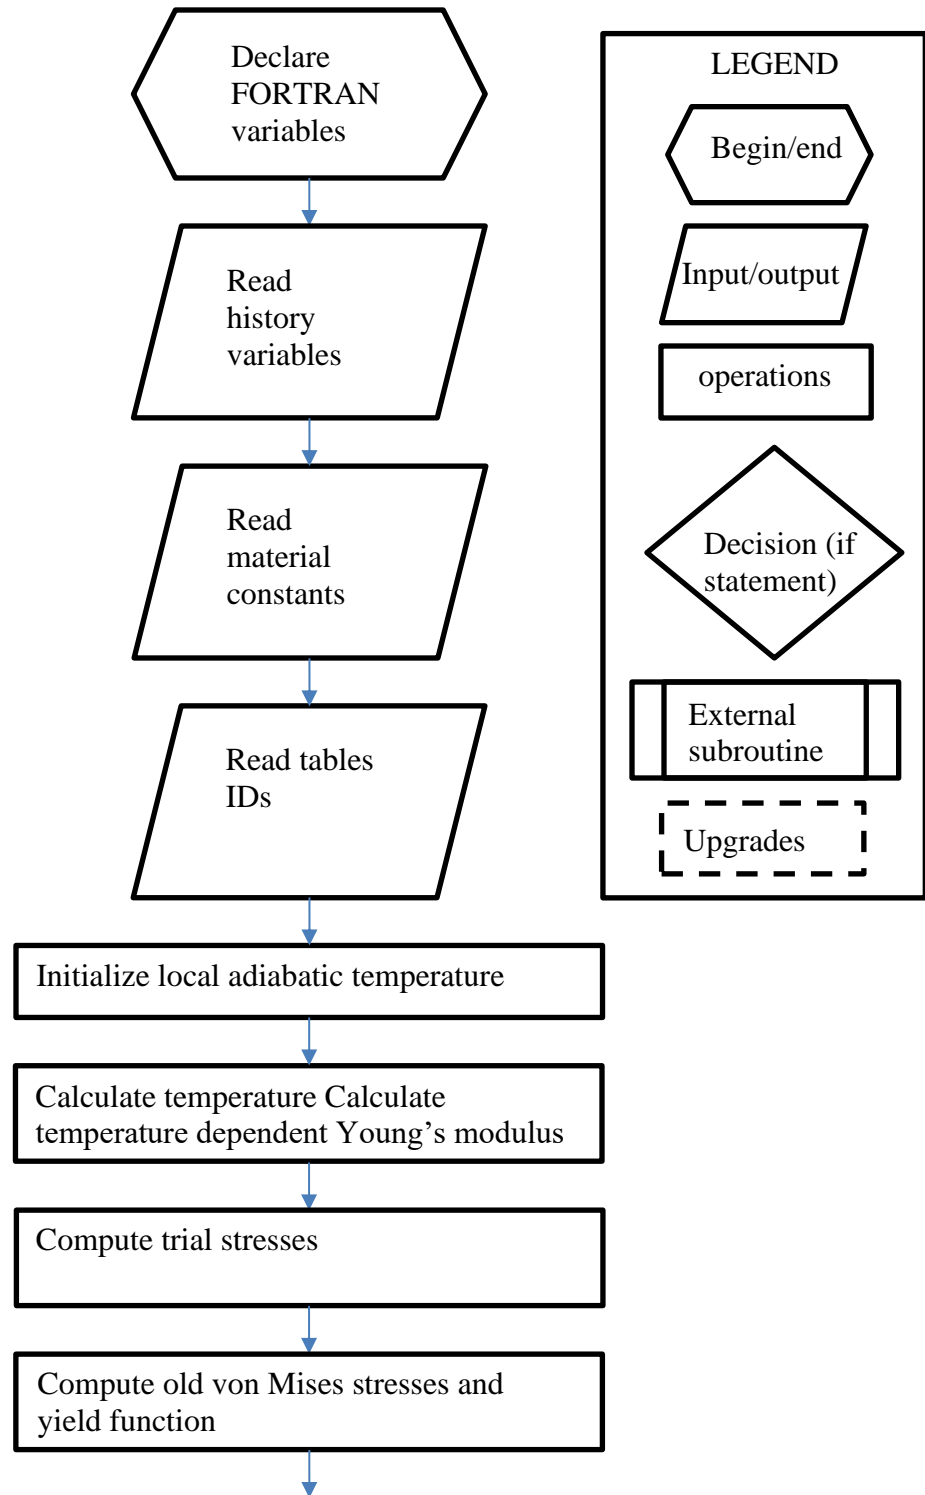 Declare
FORTRAN
variables
Read
history
variables
Read
material
constants
Read tables
IDs
Initialize local adiabatic temperature
Calculate temperature Calculate
temperature dependent Young’s modulus
Compute trial stresses
Compute old von Mises stresses and
yield function
LEGEND
Begin/end
Input/output
operations
Decision (if
statement)
External
subroutine
Upgrades